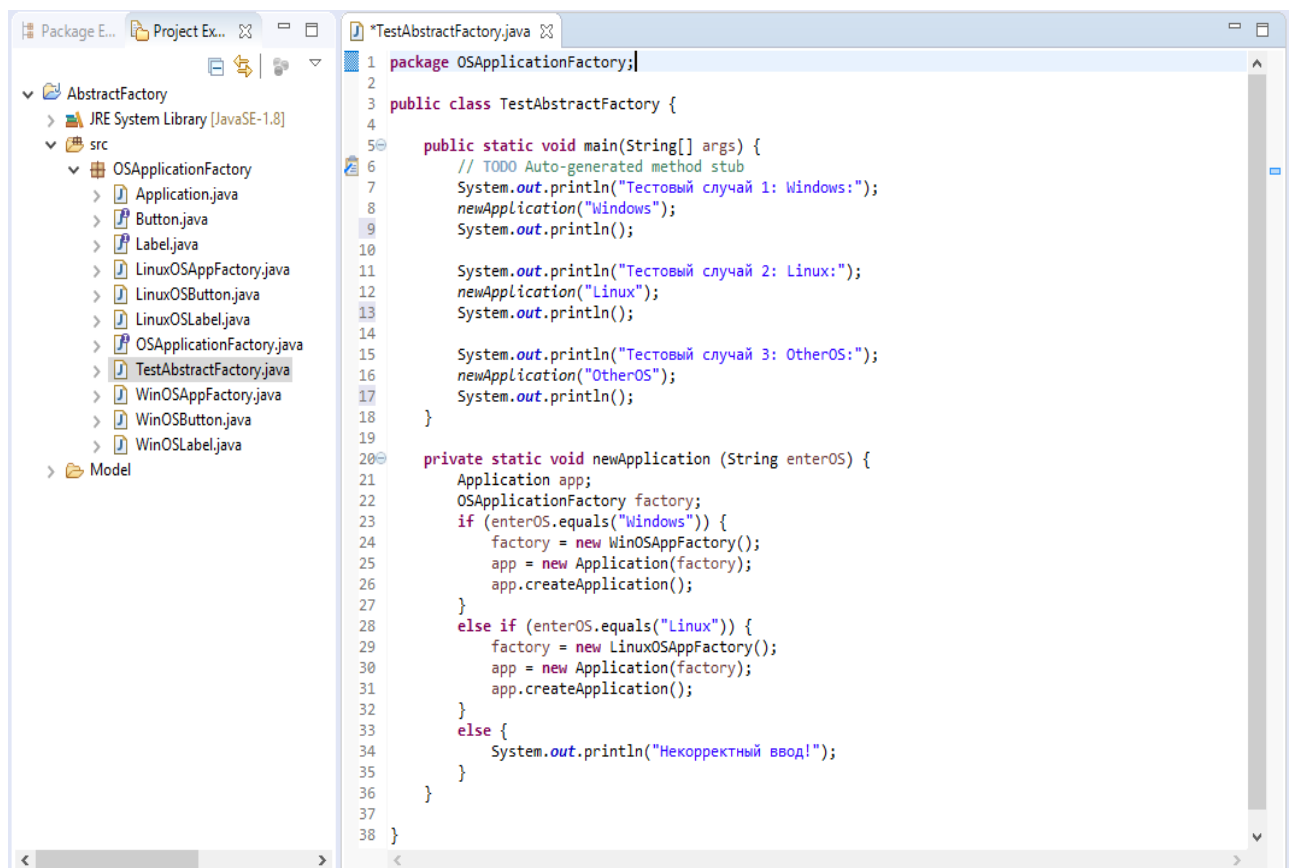 Package E...
Project Ex...
AbstractFactory
JRE System Library [JavaSE-1.8]
src
OSApplicationFactory
Application.java
Button.java
Label.java
LinuxOSAppFactory.java
LinuxOSButton.java
LinuxOSLabel.java
OSApplicationFactory.java
TestAbstractFactory.java
WinOSAppFactory.java
WinOSButton.java
WinOSLabel.java
Model
*TestAbstractFactory.java
1 package OSApplicationFactory;
2
3 public class TestAbstractFactory {
4
5 public static void main(String[] args) {
6 // TODO Auto-generated method stub
7 System.out.println("Тестовый случай 1: Windows:");
8 newApplication("Windows");
9 System.out.println();
10
11 System.out.println("Тестовый случай 2: Linux:");
12 newApplication("Linux");
13 System.out.println();
14
15 System.out.println("Тестовый случай 3: OtherOS:");
16 newApplication("OtherOS");
17 System.out.println();
18 }
19
20 private static void newApplication (String enterOS) {
21 Application app;
22 OSApplicationFactory factory;
23 if (enterOS.equals("Windows")) {
24 factory = new WinOSAppFactory();
25 app = new Application(factory);
26 app.createApplication();
27 }
28 else if (enterOS.equals("Linux")) {
29 factory = new LinuxOSAppFactory();
30 app = new Application(factory);
31 app.createApplication();
32 }
33 else {
34 System.out.println("Некорректный ввод!");
35 }
36 }
37
38 }